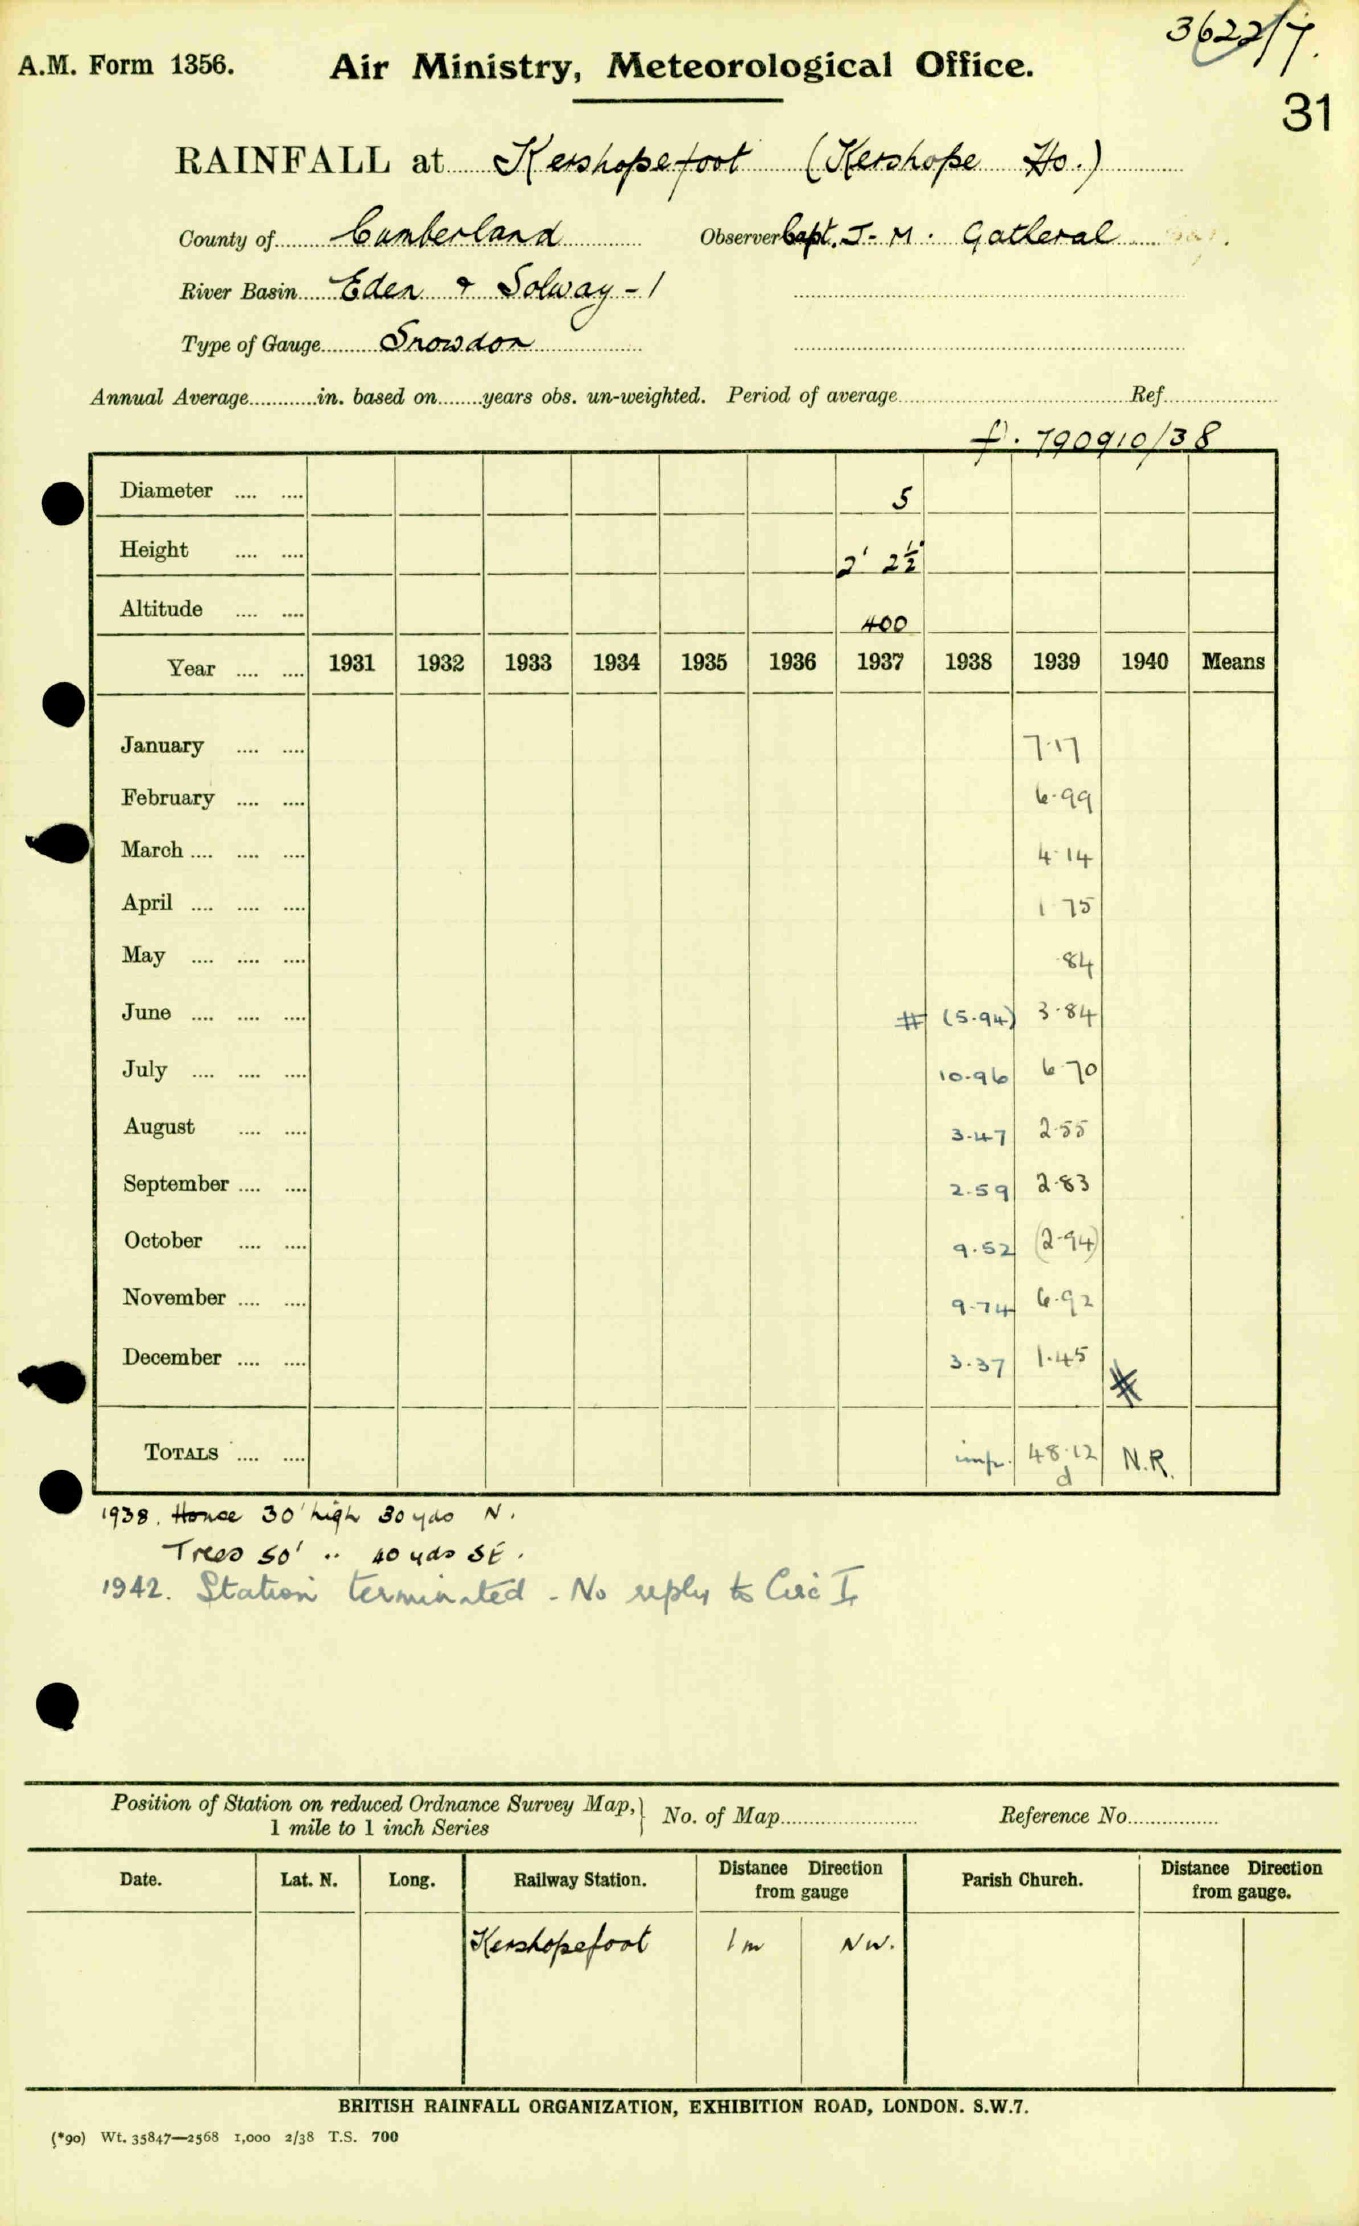 3622/7.
A.M. Form 1356. Air Ministry, Meteorological Office.
31
RAINFALL at Kershopefoot (Kershope Ho.)
County of Cumberland Observer Capt. J. M. Gatheral
River Basin Eden & Solway - 1
Type of Gauge Snowdon
Annual Average............in. based on........years obs. un-weighted. Period of average............ Ref............
f. 790910/38
Diameter .... .... 5
Height .... .... 2' 2½"
Altitude .... .... 400
Year .... .... 1931 1932 1933 1934 1935 1936 1937 1938 1939 1940 Means
January .... .... 7.17
February .... .... 6.99
March .... .... .... 4.14
April .... .... .... 1.75
May .... .... .... .84
June .... .... .... # (5.94) 3.84
July .... .... .... 10.96 6.70
August .... .... 3.47 2.55
September .... .... 2.59 2.83
October .... .... 9.52 (2.94)
November .... .... 9.74 6.92
December .... .... 3.37 1.45 #
TOTALS .... .... imp. 48.12 N.R.
d
1938. House 30' high 30 yds N.
Trees 50' " 40 yds SE.
1942. Station terminated - No reply to Circ I
Position of Station on reduced Ordnance Survey Map, } No. of Map............ Reference No............
1 mile to 1 inch Series
Date. Lat. N. Long. Railway Station. Distance Direction from gauge Parish Church. Distance Direction from gauge.
Kershopefoot 1 m NW.
BRITISH RAINFALL ORGANIZATION, EXHIBITION ROAD, LONDON. S.W.7.
(*90) Wt. 35847—2568 1,000 2/38 T.S. 700